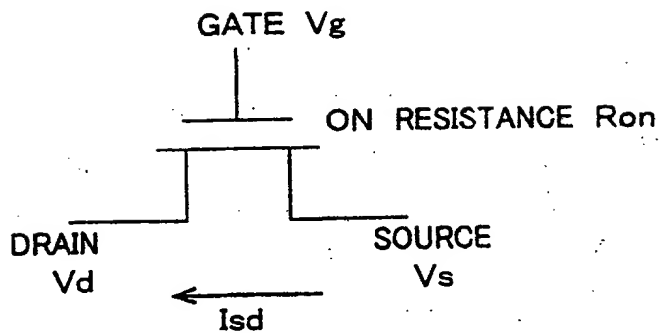 GATE Vg
ON RESISTANCE Ron
DRAIN
Vd
SOURCE
Vs
Isd